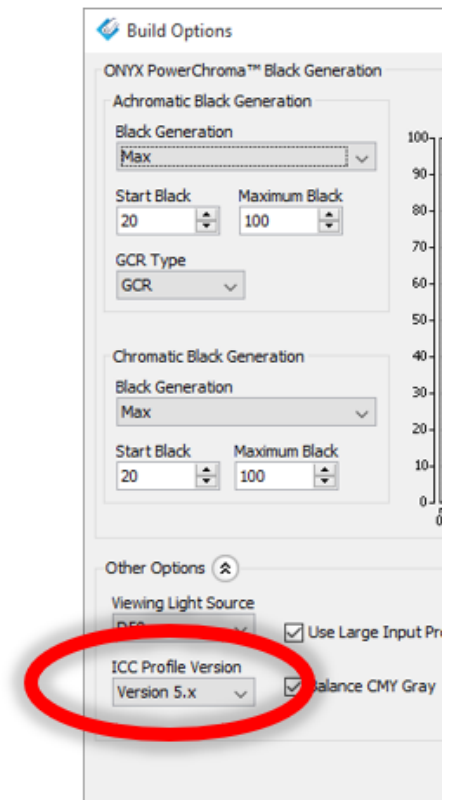 Build Options
ONYX PowerChroma™ Black Generation
Achromatic Black Generation
Black Generation
Max
Start Black Maximum Black
20 100
GCR Type
GCR
100
90
80
70
60
50
40
30
20
10
0
Chromatic Black Generation
Black Generation
Max
Start Black Maximum Black
20 100
Other Options
Viewing Light Source
Use Large Input
ICC Profile Version
Version 5.x
Balance CMY Gray